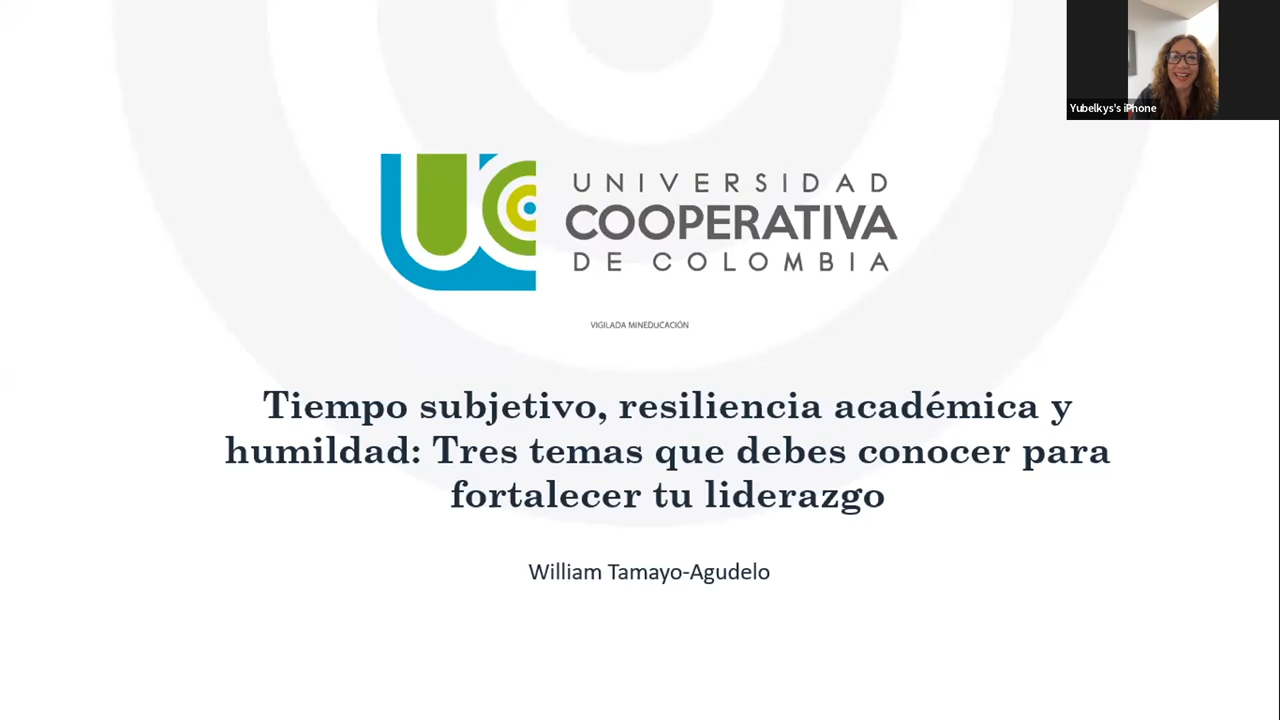 Yubelkys's iPhone
UC
UNIVERSIDAD
COOPERATIVA
DE COLOMBIA
VIGILADA MINEDUCACIÓN
Tiempo subjetivo, resiliencia académica y
humildad: Tres temas que debes conocer para
fortalecer tu liderazgo
William Tamayo-Agudelo